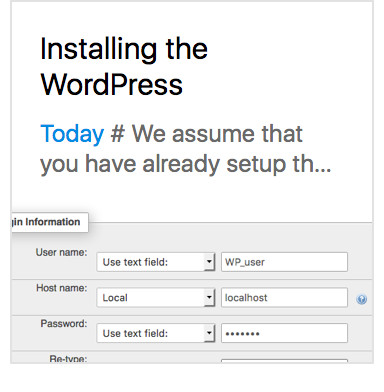 Installing the
WordPress
Today # We assume that
you have already setup th...
gin Information
User name: Use text field: WP_user
Host name: Local localhost
Password: Use text field: •••••••
Re-type: